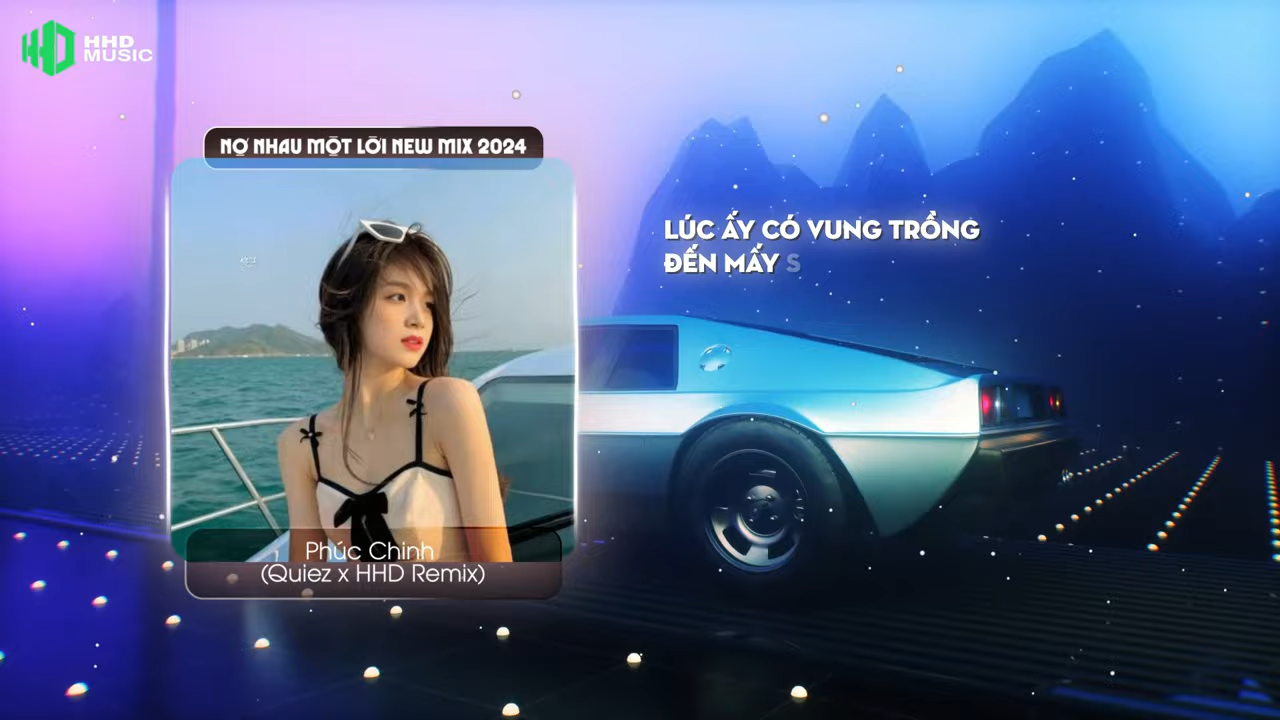 HHD
MUSIC
NỢ NHAU MỘT LỜI NEW MIX 2024
LÚC ẤY CÓ VUNG TRỒNG
ĐẾN MẤY S
Phúc Chinh
(Quiez x HHD Remix)